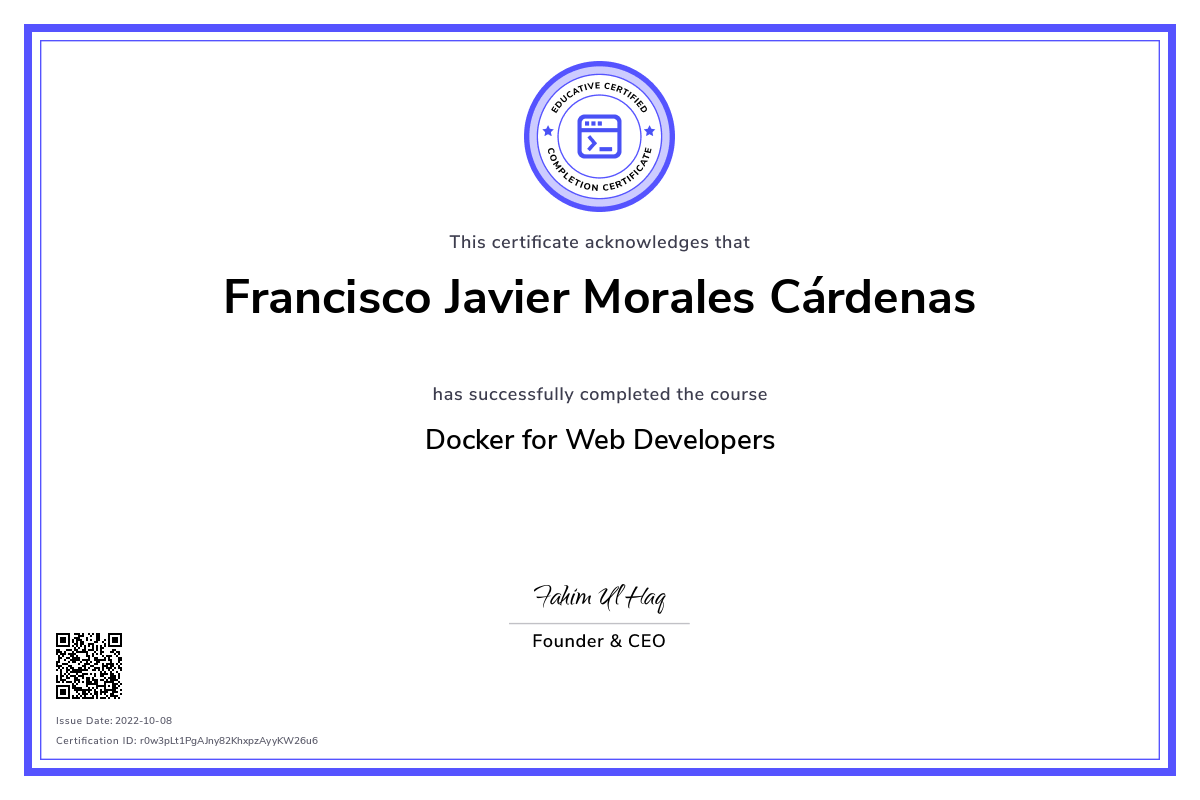 EDUCATIVE CERTIFIED
COMPLETION CERTIFICATE
This certificate acknowledges that
Francisco Javier Morales Cárdenas
has successfully completed the course
Docker for Web Developers
Fahim Ul Haq
Founder & CEO
Issue Date: 2022-10-08
Certification ID: r0w3pLt1PgAJny82KhxpzAyyKW26u6